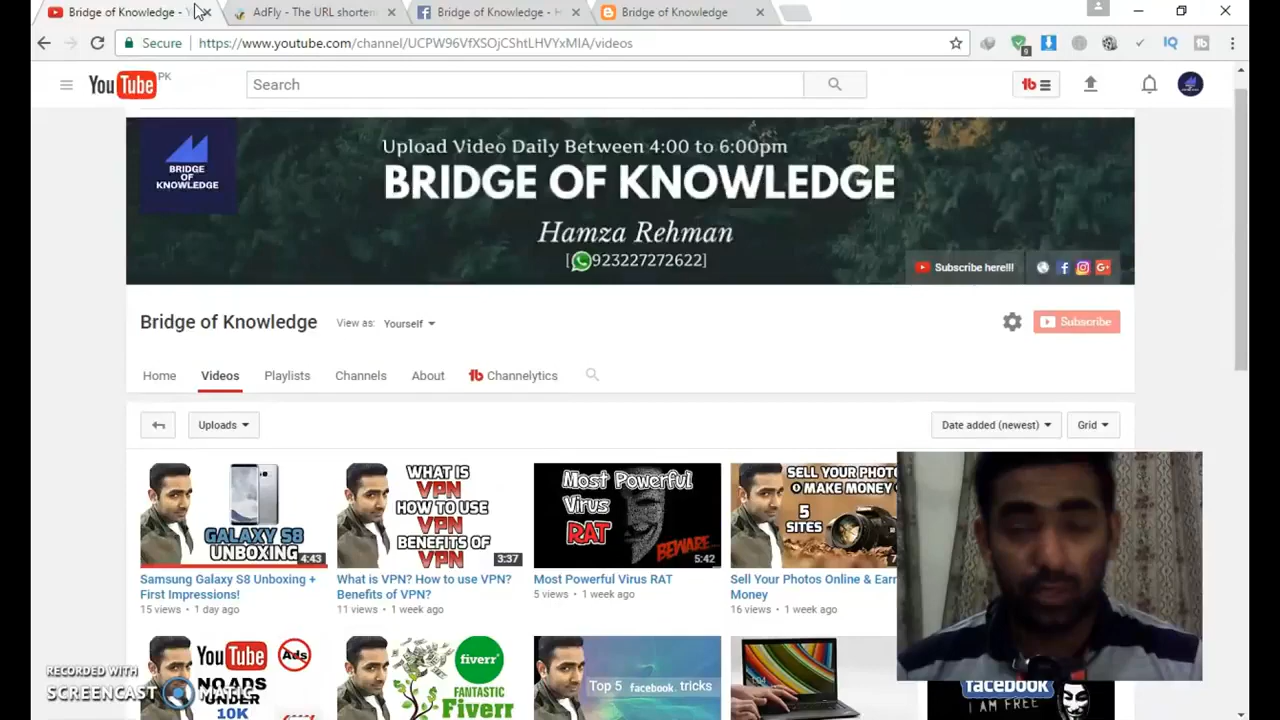 Bridge of Knowledge - Y
AdFly - The URL shorten
Facebook Bridge of Knowledge - H
Bridge of Knowledge
Secure
https://www.youtube.com/channel/UCPW96VfXSOjCShtLHVYxMIA/videos
YouTube PK
Search
BRIDGE
OF
KNOWLEDGE
Upload Video Daily Between 4:00 to 6:00pm
BRIDGE OF KNOWLEDGE
Hamza Rehman
[923227272622]
Subscribe here!!!
Bridge of Knowledge
View as: Yourself
Subscribe
Home
Videos
Playlists
Channels
About
Channelytics
Uploads
Date added (newest)
Grid
GALAXY S8
UNBOXING
4:43
WHAT IS
VPN
HOW TO USE
VPN
BENEFITS OF
VPN
3:37
Most Powerful
Virus
RAT
BEWARE...
5:42
SELL YOUR PHOTO
MAKE MONEY
5
SITES
Samsung Galaxy S8 Unboxing +
First Impressions!
15 views • 1 day ago
What is VPN? How to use VPN?
Benefits of VPN?
11 views • 1 week ago
Most Powerful Virus RAT
5 views • 1 week ago
Sell Your Photos Online & Earn
Money
16 views • 1 week ago
YouTube Ads
NO ADS
UNDER
10K
fiverr
FANTASTIC
Fiverr
Top 5 facebook tricks
facebook
I AM FREE
RECORDED WITH
SCREENCAST MATIC